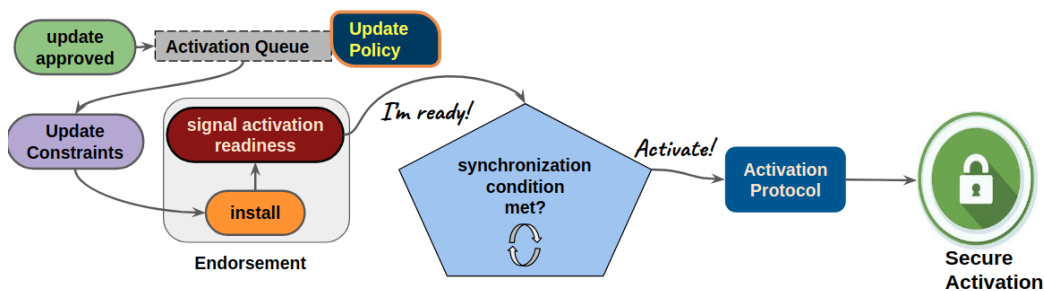 update
approved
Activation Queue
Update
Policy
Update
Constraints
signal activation
readiness
install
Endorsement
I'm ready!
synchronization
condition
met?
Activate!
Activation
Protocol
Secure
Activation